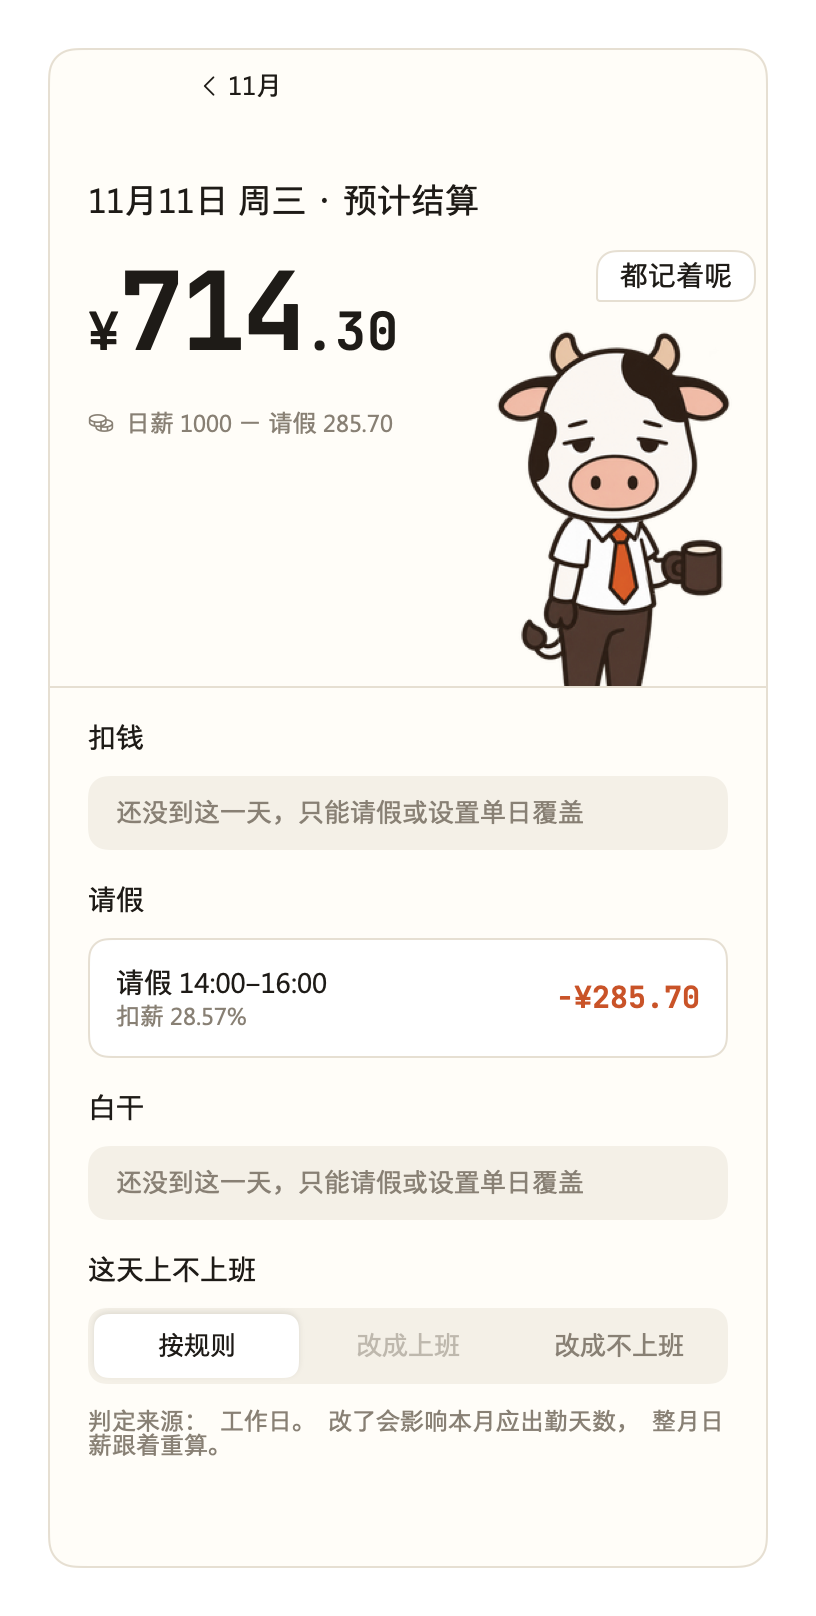 11月
11月11日 周三 · 预计结算
都记着呢
¥714.30
日薪 1000 — 请假 285.70
扣钱
还没到这一天，只能请假或设置单日覆盖
请假
请假 14:00–16:00
-¥285.70
扣薪 28.57%
白干
还没到这一天，只能请假或设置单日覆盖
这天上不上班
按规则 改成上班 改成不上班
判定来源： 工作日。 改了会影响本月应出勤天数， 整月日
薪跟着重算。